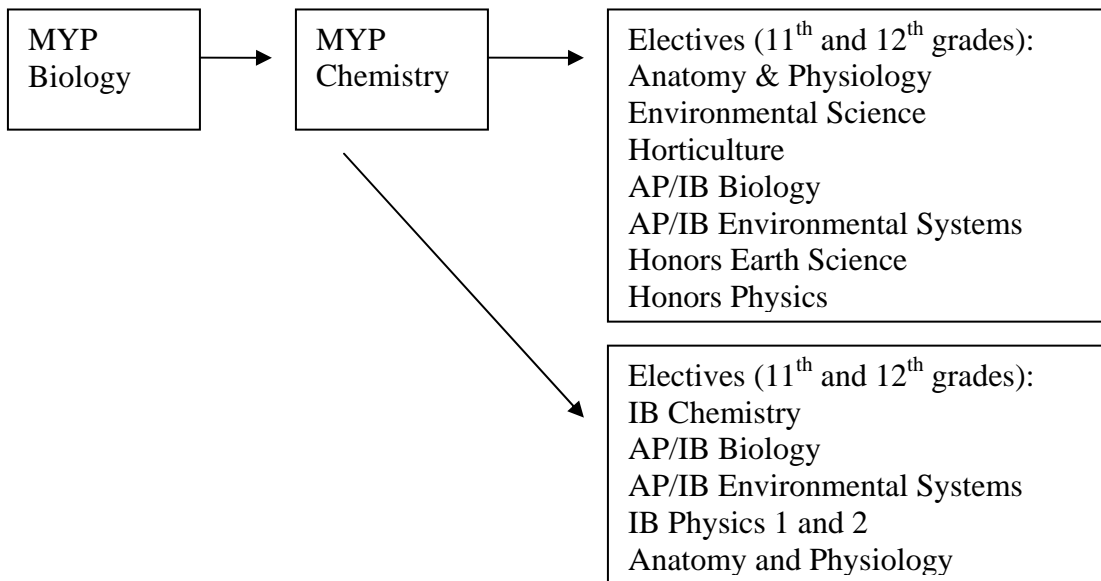 MYP
Biology
MYP
Chemistry
Electives (11th and 12th grades):
Anatomy & Physiology
Environmental Science
Horticulture
AP/IB Biology
AP/IB Environmental Systems
Honors Earth Science
Honors Physics
Electives (11th and 12th grades):
IB Chemistry
AP/IB Biology
AP/IB Environmental Systems
IB Physics 1 and 2
Anatomy and Physiology